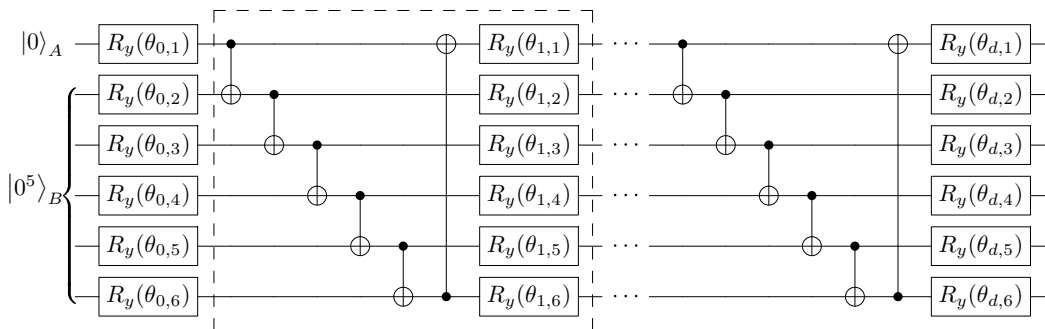 |0⟩_A R_y(θ_{0,1}) R_y(θ_{1,1}) ··· R_y(θ_{d,1})
R_y(θ_{0,2}) R_y(θ_{1,2}) ··· R_y(θ_{d,2})
R_y(θ_{0,3}) R_y(θ_{1,3}) ··· R_y(θ_{d,3})
|0^5⟩_B R_y(θ_{0,4}) R_y(θ_{1,4}) ··· R_y(θ_{d,4})
R_y(θ_{0,5}) R_y(θ_{1,5}) ··· R_y(θ_{d,5})
R_y(θ_{0,6}) R_y(θ_{1,6}) ··· R_y(θ_{d,6})